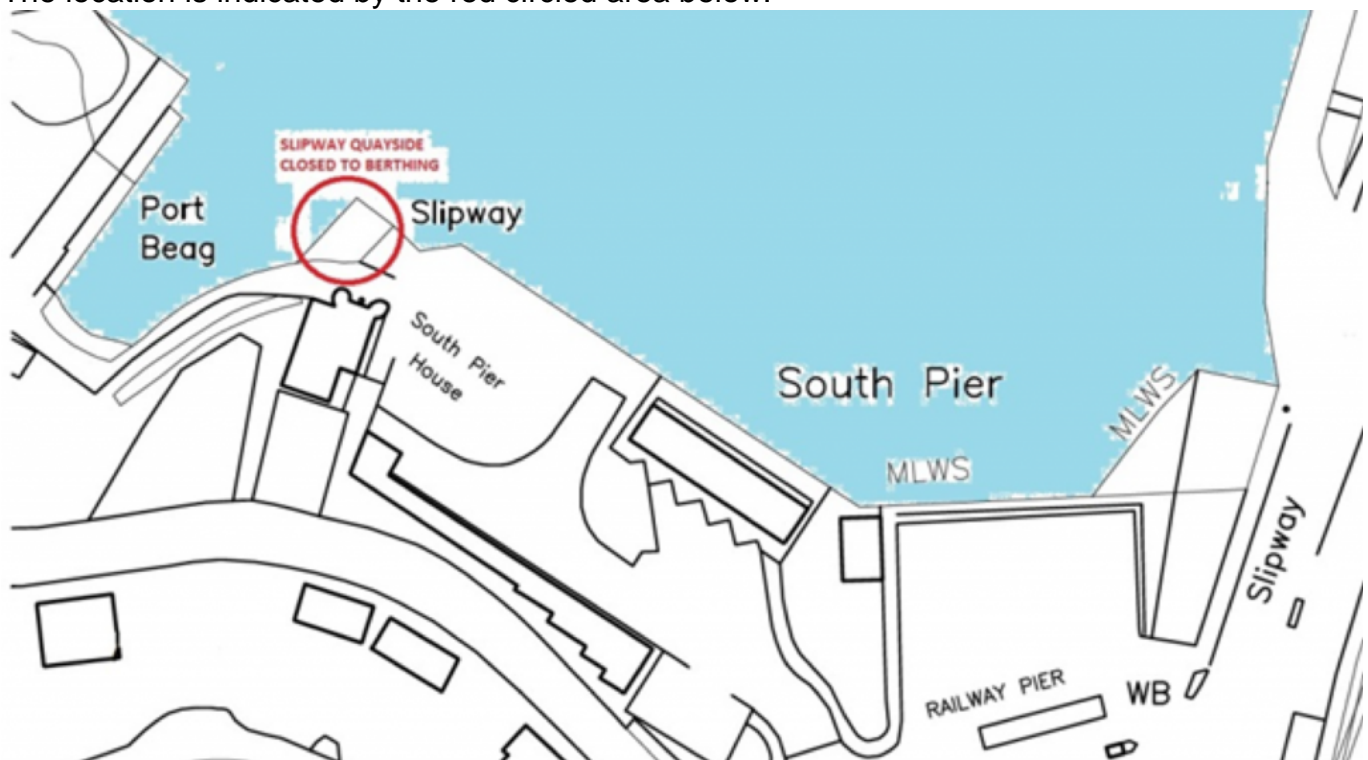 The location is indicated by the red circled area below.
SLIPWAY QUAYSIDE
CLOSED TO BERTHING
Port
Beag
Slipway
South Pier
House
South Pier
MLWS
MLWS
Slipway
RAILWAY PIER
WB